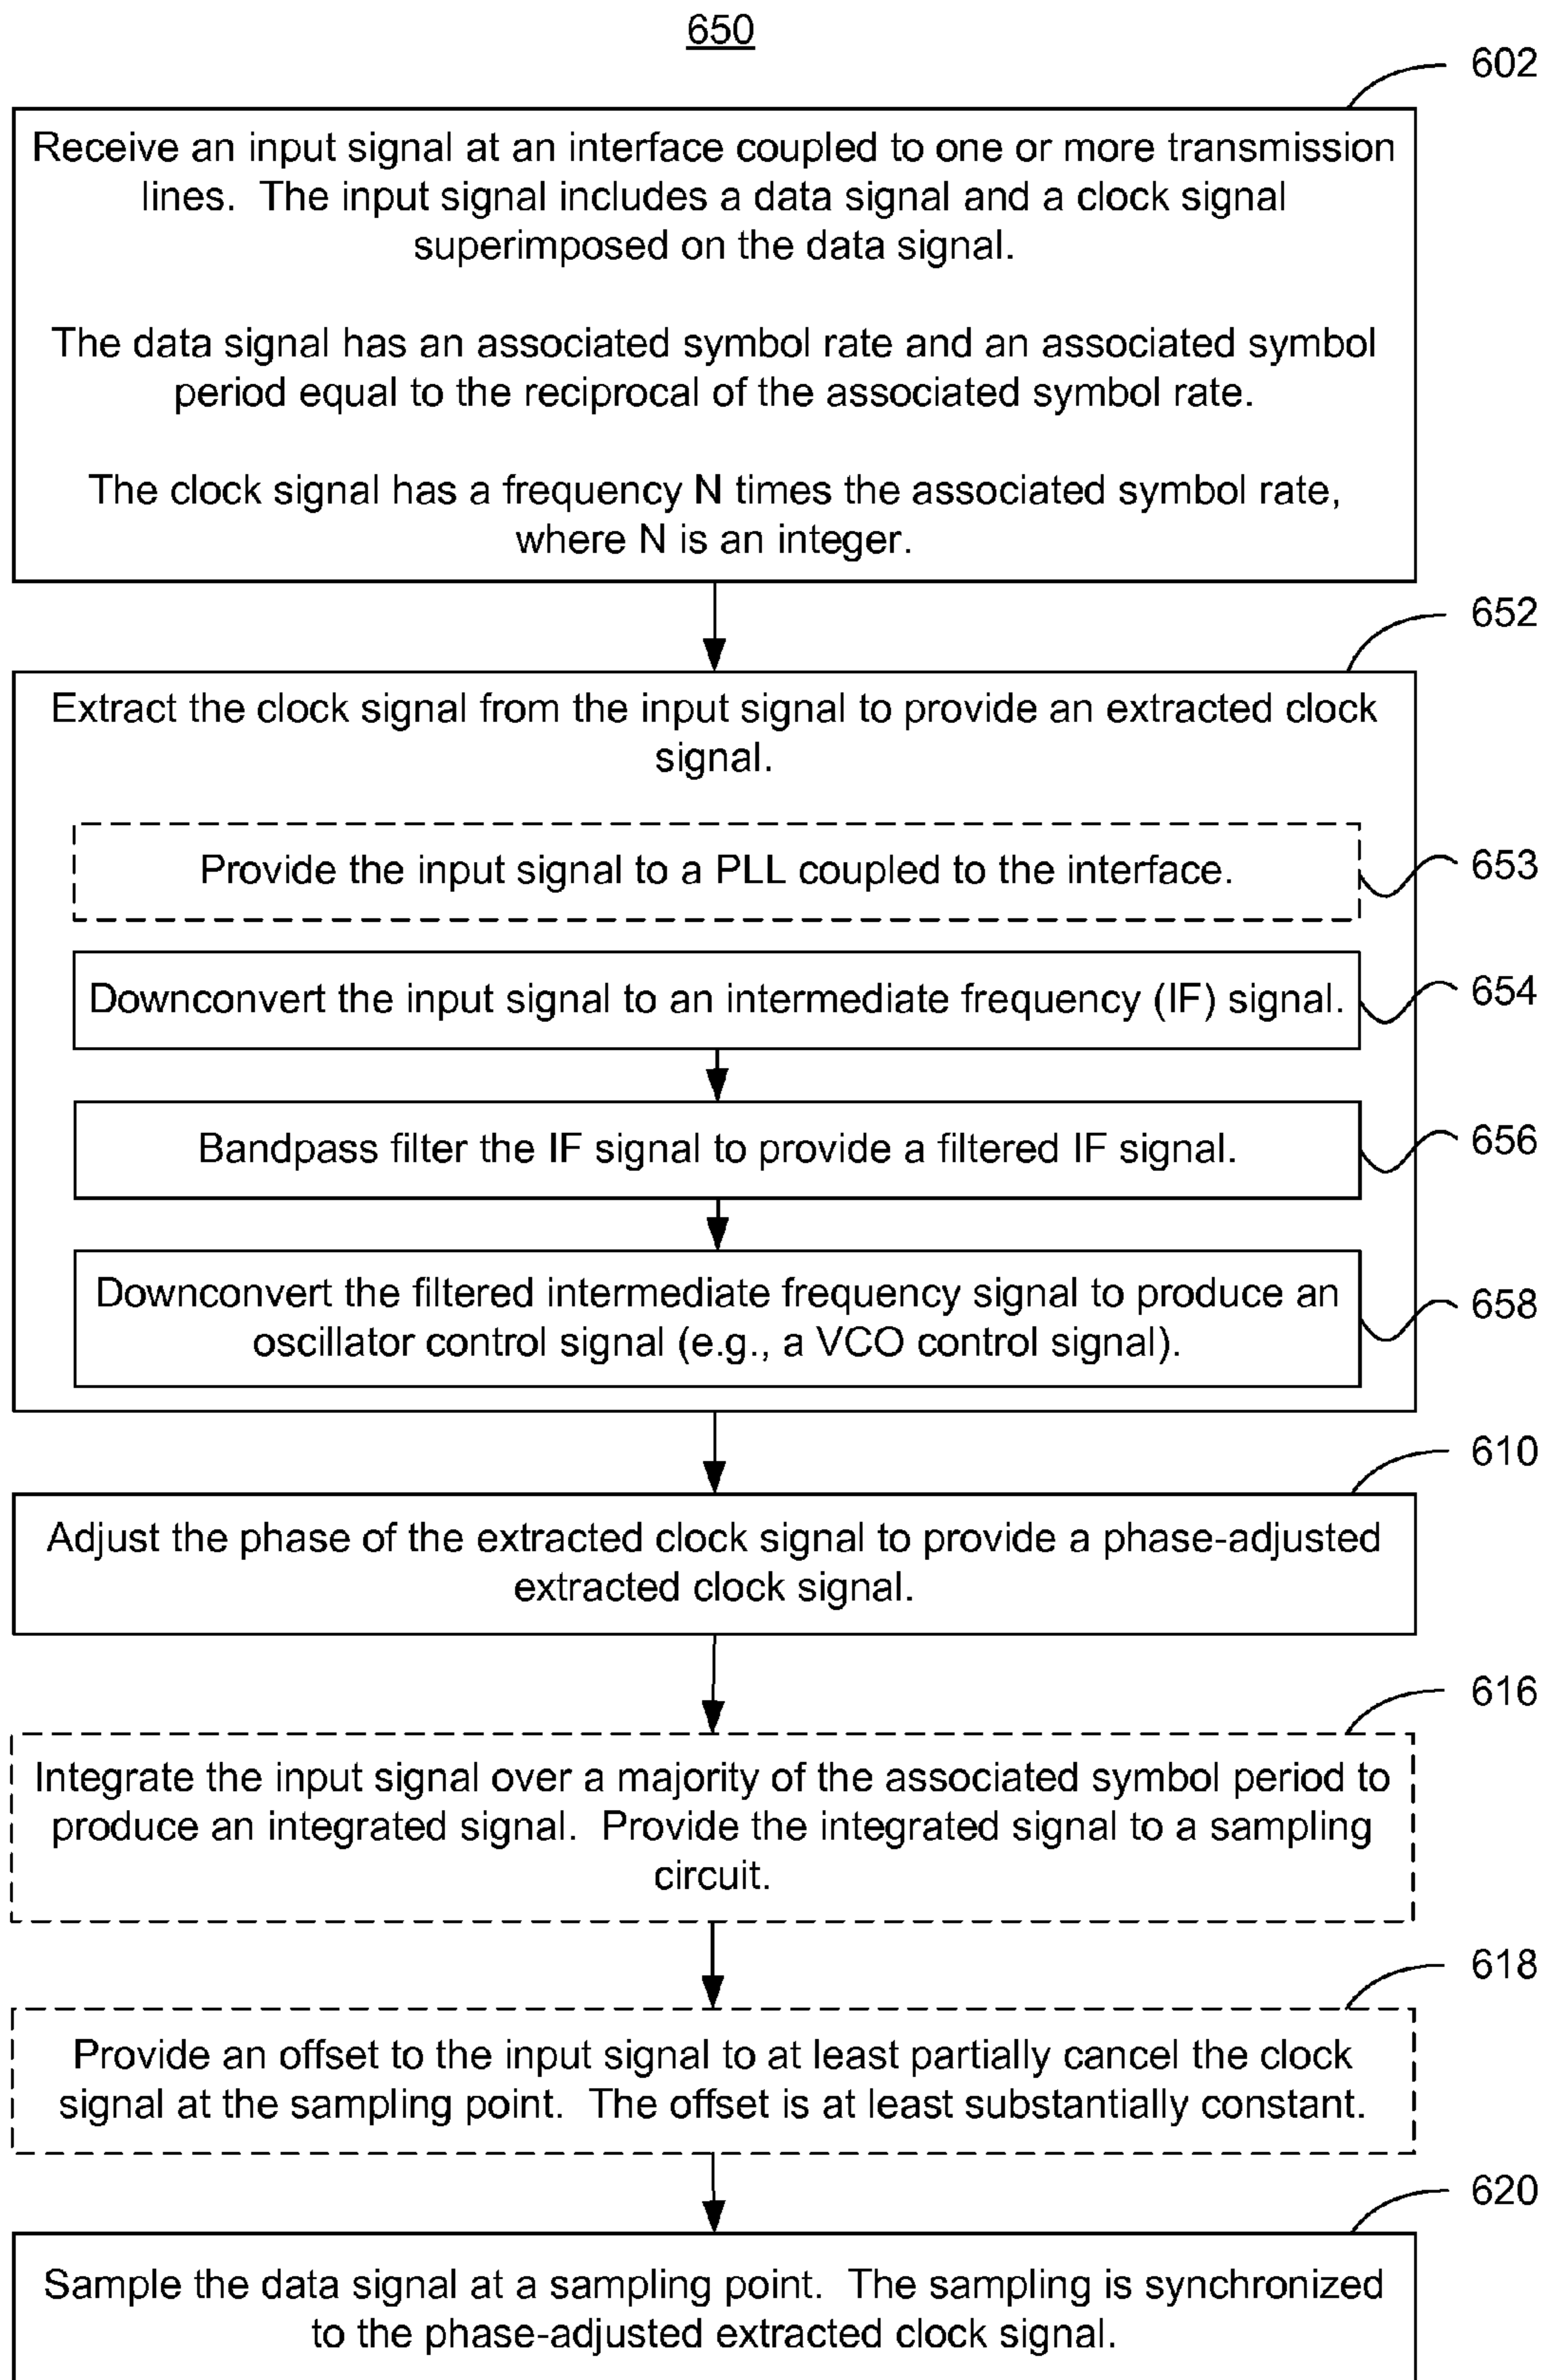 650
602
Receive an input signal at an interface coupled to one or more transmission
lines. The input signal includes a data signal and a clock signal
superimposed on the data signal.
The data signal has an associated symbol rate and an associated symbol
period equal to the reciprocal of the associated symbol rate.
The clock signal has a frequency N times the associated symbol rate,
where N is an integer.
652
Extract the clock signal from the input signal to provide an extracted clock
signal.
Provide the input signal to a PLL coupled to the interface.
653
Downconvert the input signal to an intermediate frequency (IF) signal.
654
Bandpass filter the IF signal to provide a filtered IF signal.
656
Downconvert the filtered intermediate frequency signal to produce an
oscillator control signal (e.g., a VCO control signal).
658
610
Adjust the phase of the extracted clock signal to provide a phase-adjusted
extracted clock signal.
616
Integrate the input signal over a majority of the associated symbol period to
produce an integrated signal. Provide the integrated signal to a sampling
circuit.
618
Provide an offset to the input signal to at least partially cancel the clock
signal at the sampling point. The offset is at least substantially constant.
620
Sample the data signal at a sampling point. The sampling is synchronized
to the phase-adjusted extracted clock signal.